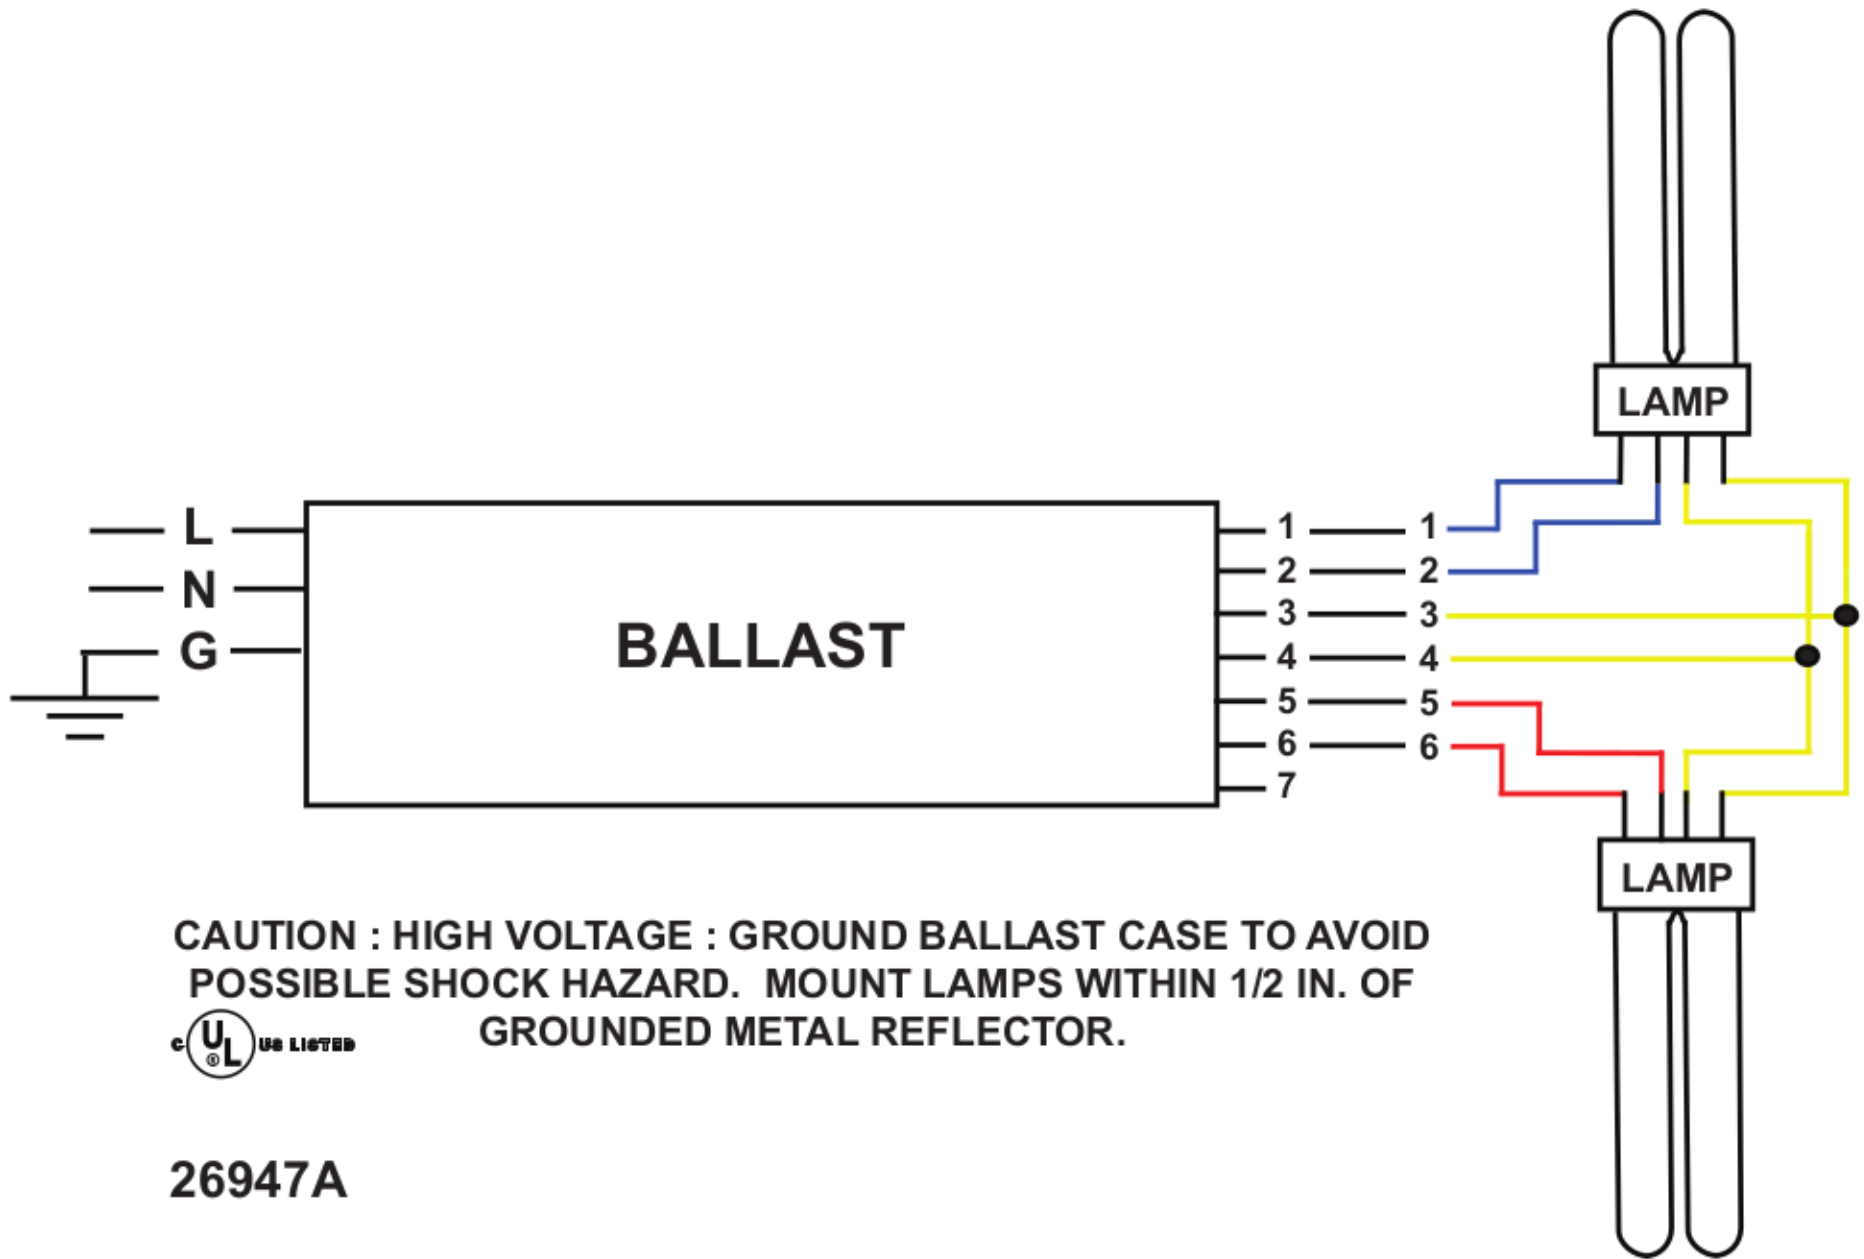 LAMP
L
N
G
BALLAST
1 1
2 2
3 3
4 4
5 5
6 6
7
LAMP
CAUTION : HIGH VOLTAGE : GROUND BALLAST CASE TO AVOID
POSSIBLE SHOCK HAZARD. MOUNT LAMPS WITHIN 1/2 IN. OF
GROUNDED METAL REFLECTOR.
C UL ® US LISTED
26947A